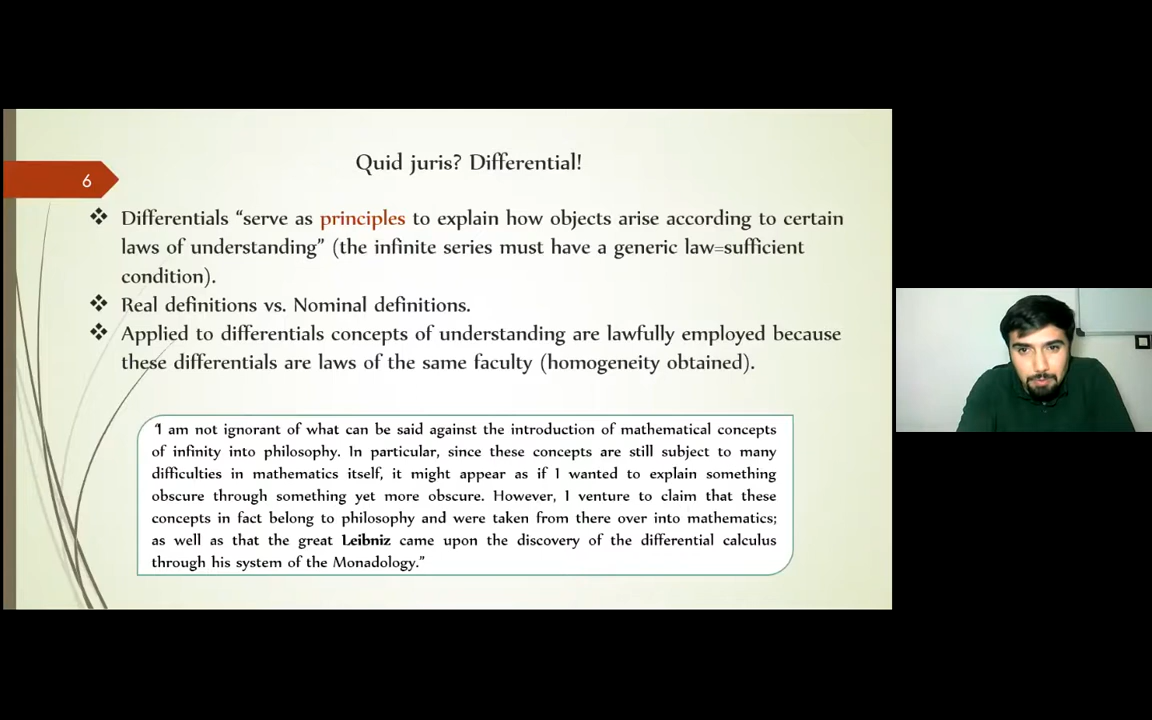 Quid juris? Differential!
6
Differentials “serve as principles to explain how objects arise according to certain
laws of understanding” (the infinite series must have a generic law=sufficient
condition).
Real definitions vs. Nominal definitions.
Applied to differentials concepts of understanding are lawfully employed because
these differentials are laws of the same faculty (homogeneity obtained).
“I am not ignorant of what can be said against the introduction of mathematical concepts
of infinity into philosophy. In particular, since these concepts are still subject to many
difficulties in mathematics itself, it might appear as if I wanted to explain something
obscure through something yet more obscure. However, I venture to claim that these
concepts in fact belong to philosophy and were taken from there over into mathematics;
as well as that the great Leibniz came upon the discovery of the differential calculus
through his system of the Monadology.”